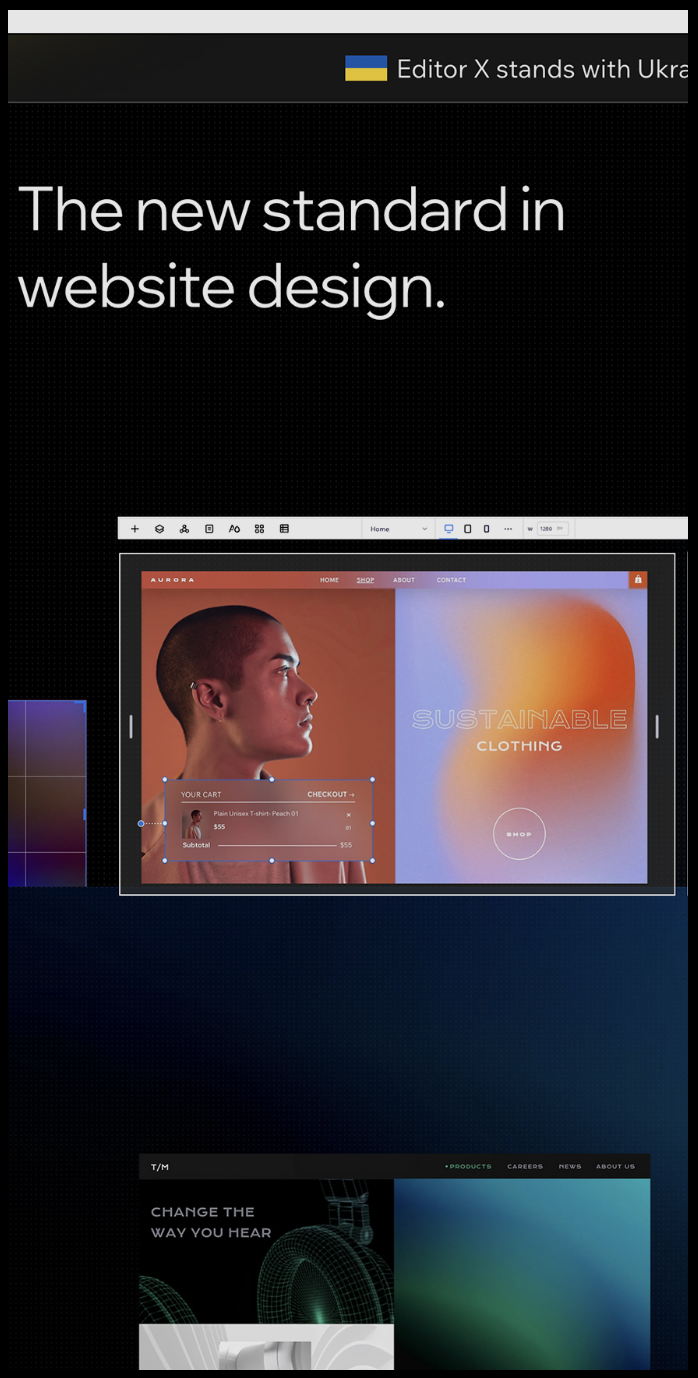 Editor X stands with Ukra
The new standard in
website design.
Home
W 1280 PX
AURORA
HOME SHOP ABOUT CONTACT
SUSTAINABLE
CLOTHING
YOUR CART CHECKOUT →
Plain Unisex T-shirt- Peach 01 ✕
$55 01
Subtotal $55
SHOP
T/M
•PRODUCTS CAREERS NEWS ABOUT US
CHANGE THE
WAY YOU HEAR